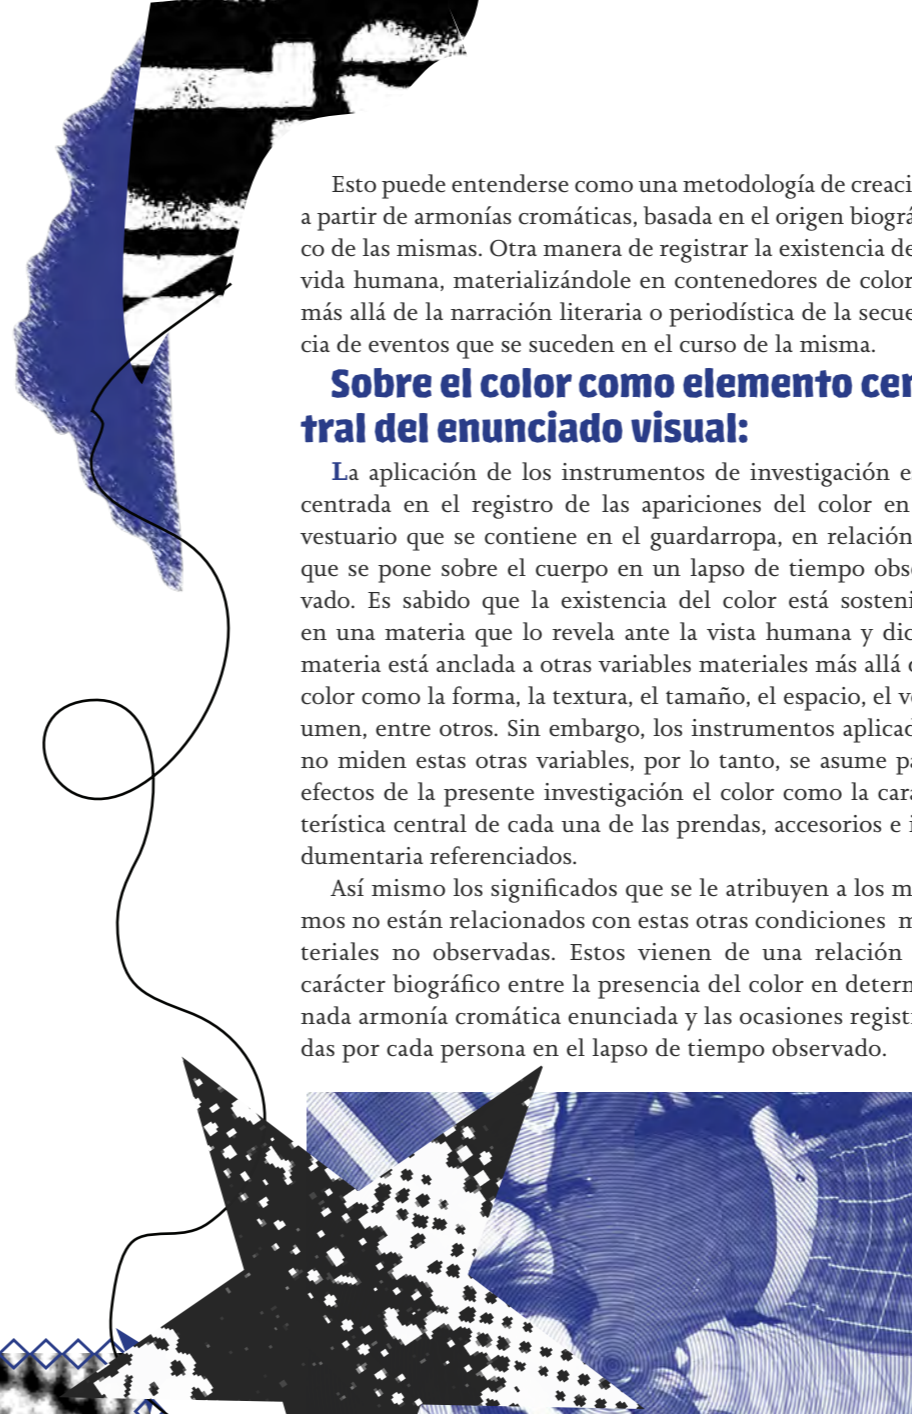 Esto puede entenderse como una metodología de creaci
a partir de armonías cromáticas, basada en el origen biográ
co de las mismas. Otra manera de registrar la existencia de
vida humana, materializándole en contenedores de color
más allá de la narración literaria o periodística de la secue
cia de eventos que se suceden en el curso de la misma.
Sobre el color como elemento cen
tral del enunciado visual:
La aplicación de los instrumentos de investigación e
centrada en el registro de las apariciones del color en
vestuario que se contiene en el guardarropa, en relación
que se pone sobre el cuerpo en un lapso de tiempo obse
vado. Es sabido que la existencia del color está sosteni
en una materia que lo revela ante la vista humana y dic
materia está anclada a otras variables materiales más allá
color como la forma, la textura, el tamaño, el espacio, el vo
umen, entre otros. Sin embargo, los instrumentos aplicad
no miden estas otras variables, por lo tanto, se asume pa
efectos de la presente investigación el color como la cara
terística central de cada una de las prendas, accesorios e i
dumentaria referenciados.
Así mismo los significados que se le atribuyen a los m
mos no están relacionados con estas otras condiciones m
teriales no observadas. Estos vienen de una relación
carácter biográfico entre la presencia del color en determ
nada armonía cromática enunciada y las ocasiones registr
das por cada persona en el lapso de tiempo observado.